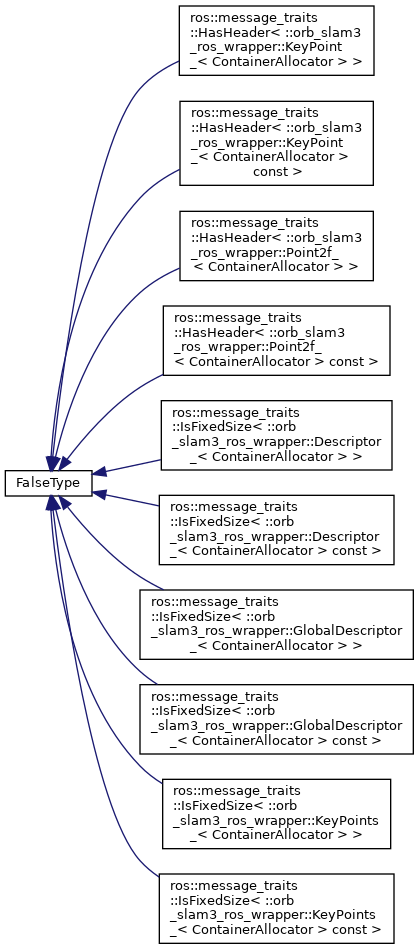 ros::message_traits
::HasHeader< ::orb_slam3
_ros_wrapper::KeyPoint
_< ContainerAllocator > >
ros::message_traits
::HasHeader< ::orb_slam3
_ros_wrapper::KeyPoint
_< ContainerAllocator >
const >
ros::message_traits
::HasHeader< ::orb_slam3
_ros_wrapper::Point2f_
< ContainerAllocator > >
ros::message_traits
::HasHeader< ::orb_slam3
_ros_wrapper::Point2f_
< ContainerAllocator > const >
ros::message_traits
::IsFixedSize< ::orb
_slam3_ros_wrapper::Descriptor
_< ContainerAllocator > >
FalseType
ros::message_traits
::IsFixedSize< ::orb
_slam3_ros_wrapper::Descriptor
_< ContainerAllocator > const >
ros::message_traits
::IsFixedSize< ::orb
_slam3_ros_wrapper::GlobalDescriptor
_< ContainerAllocator > >
ros::message_traits
::IsFixedSize< ::orb
_slam3_ros_wrapper::GlobalDescriptor
_< ContainerAllocator > const >
ros::message_traits
::IsFixedSize< ::orb
_slam3_ros_wrapper::KeyPoints
_< ContainerAllocator > >
ros::message_traits
::IsFixedSize< ::orb
_slam3_ros_wrapper::KeyPoints
_< ContainerAllocator > const >